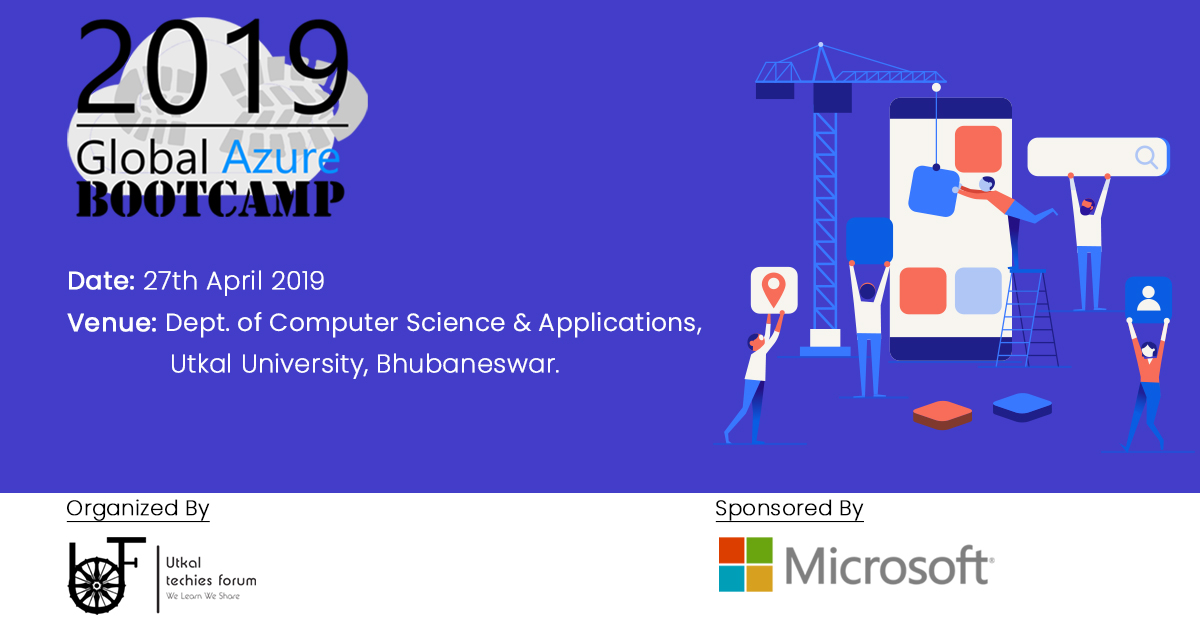 2019
Global Azure
BOOTCAMP
Date: 27th April 2019
Venue: Dept. of Computer Science & Applications,
Utkal University, Bhubaneswar.
Organized By
Utkal
techies forum
We Learn We Share
Sponsored By
Microsoft